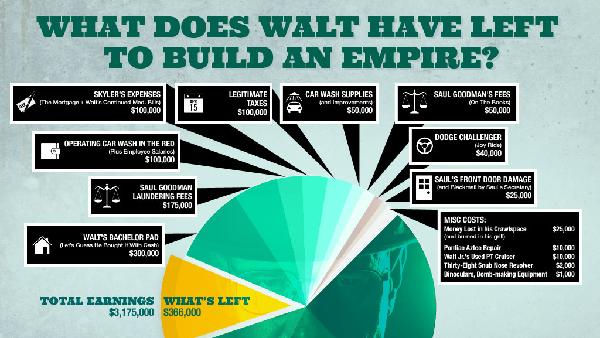 WHAT DOES WALT HAVE LEFT
TO BUILD AN EMPIRE?
SKYLER'S EXPENSES
(The Mortgage + Walt's Continued Med. Bills)
$100,000
LEGITIMATE
TAXES
$100,000
15
CAR WASH SUPPLIES
(and Improvements)
$50,000
SAUL GOODMAN'S FEES
(On The Books)
OPERATING CAR WASH IN THE RED
(Plus Employee Salaries)
$100,000
DODGE CHALLENGER
(Joy Ride)
$40,000
SAUL GOODMAN
LAUNDERING FEES
$175,000
SAUL'S FRONT DOOR DAMAGE
(and Blackmail by Saul's Secretary)
$25,000
WALT'S BACHELOR PAD
(Let's Guess He Bought It With Cash)
$300,000
MISC COSTS:
Money Lost in his Crawlspace $25,000
Pontiac Aztec Repair $10,000
Walt Jr.'s Used PT Cruiser $10,000
Thirty-Eight Snub Nose Revolver $2,000
Binoculars, Bomb-making Equipment $1,000
TOTAL EARNINGS
$3,175,000
WHAT'S LEFT
$366,000